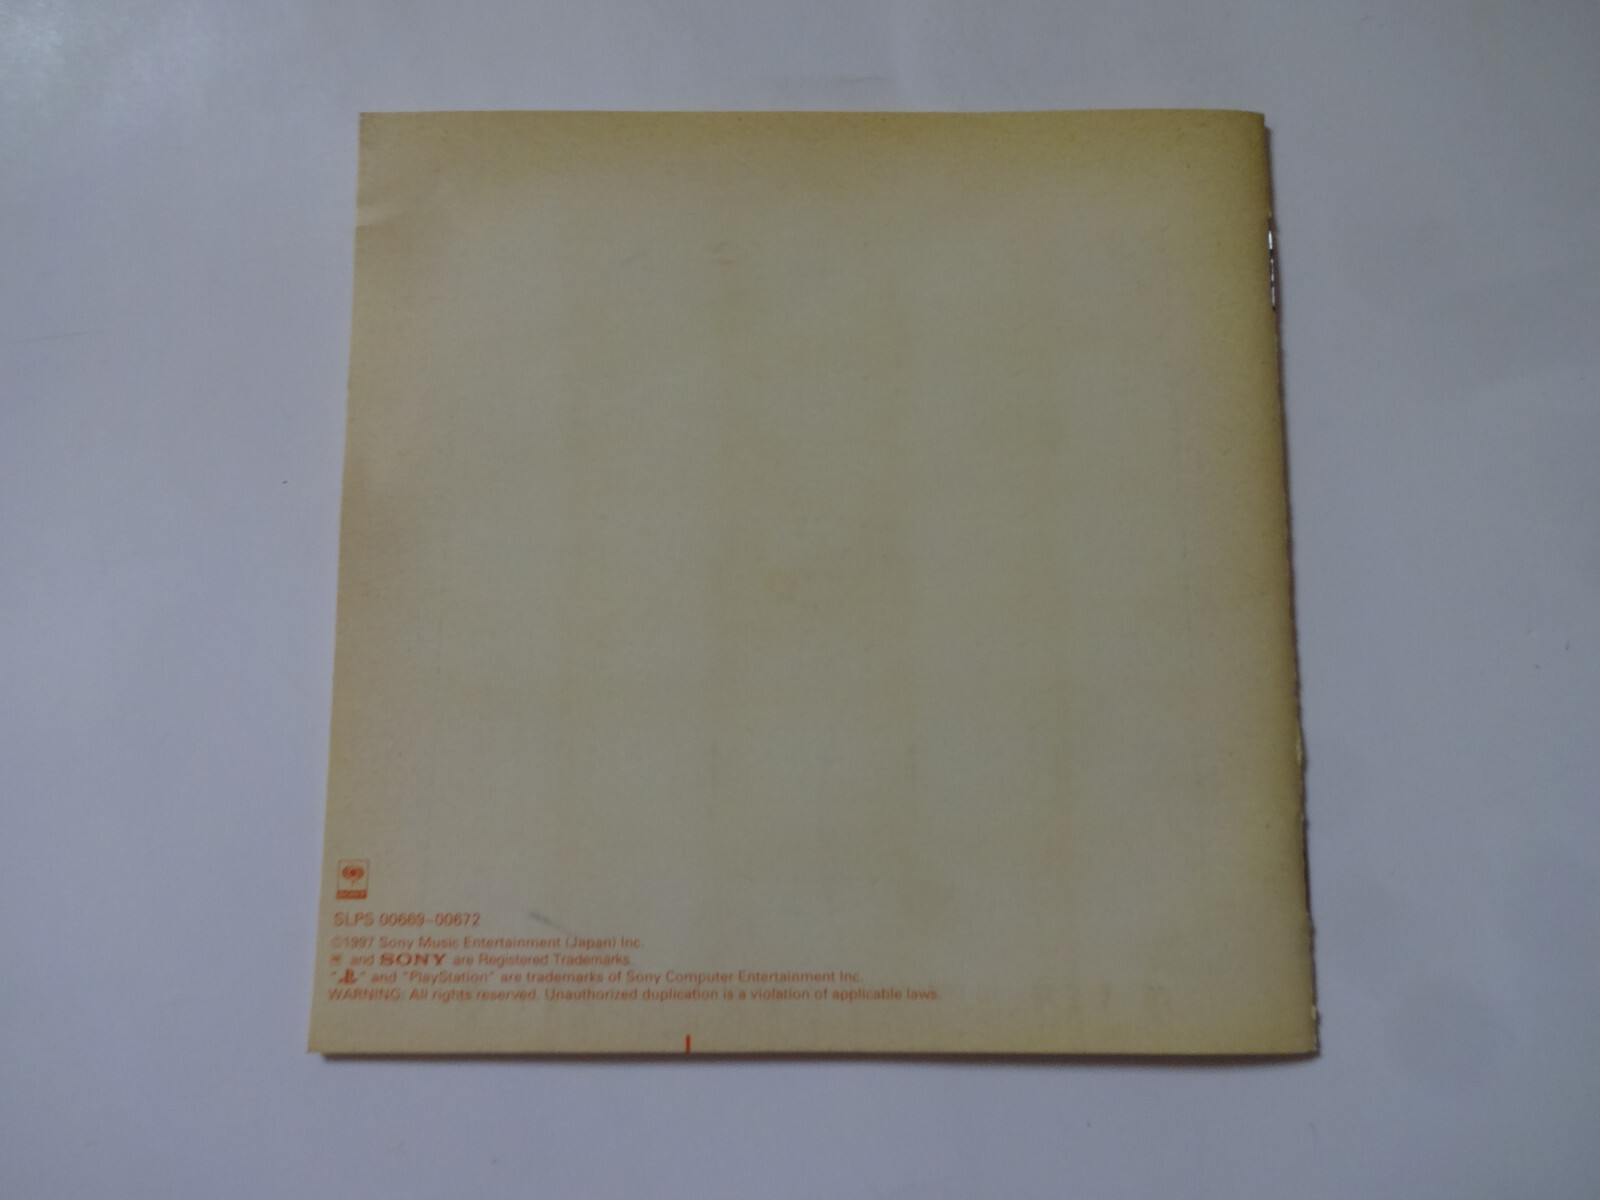 SONY
SLPS 00669-00672
©1997 Sony Music Entertainment (Japan) Inc.
and SONY are Registered Trademarks.
" " and "PlayStation" are trademarks of Sony Computer Entertainment Inc.
WARNING: All rights reserved. Unauthorized duplication is a violation of applicable laws.